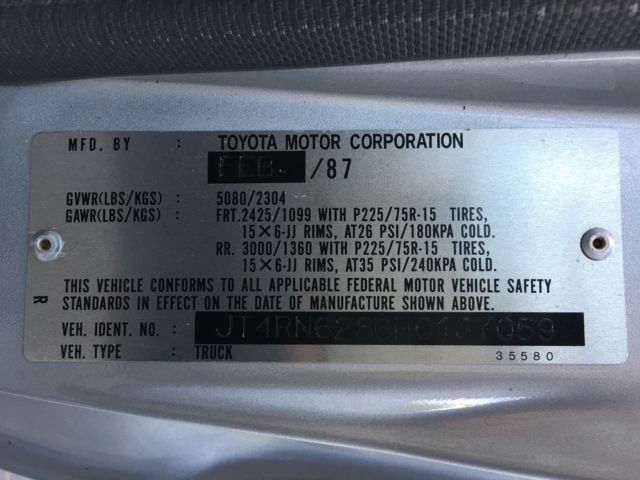 MFD. BY : TOYOTA MOTOR CORPORATION
FEB. /87
GVWR(LBS/KGS) : 5080/2304
GAWR(LBS/KGS) : FRT. 2425/1099 WITH P225/75R-15 TIRES,
15×6-JJ RIMS, AT26 PSI/180KPA COLD.
RR. 3000/1360 WITH P225/75R-15 TIRES,
15×6-JJ RIMS, AT35 PSI/240KPA COLD.
THIS VEHICLE CONFORMS TO ALL APPLICABLE FEDERAL MOTOR VEHICLE SAFETY
R STANDARDS IN EFFECT ON THE DATE OF MANUFACTURE SHOWN ABOVE.
VEH. IDENT. NO. :
VEH. TYPE : TRUCK 35580